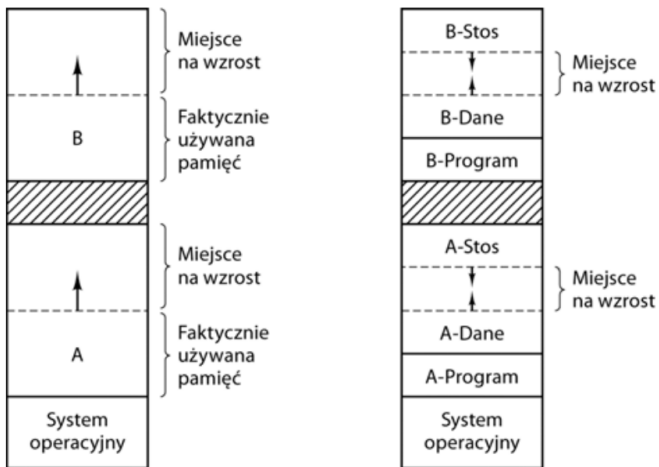 Miejsce
na wzrost
B
Faktycznie
używana
pamięć
Miejsce
na wzrost
A
Faktycznie
używana
pamięć
System
operacyjny
B-Stos
Miejsce
na wzrost
B-Dane
B-Program
A-Stos
Miejsce
na wzrost
A-Dane
A-Program
System
operacyjny